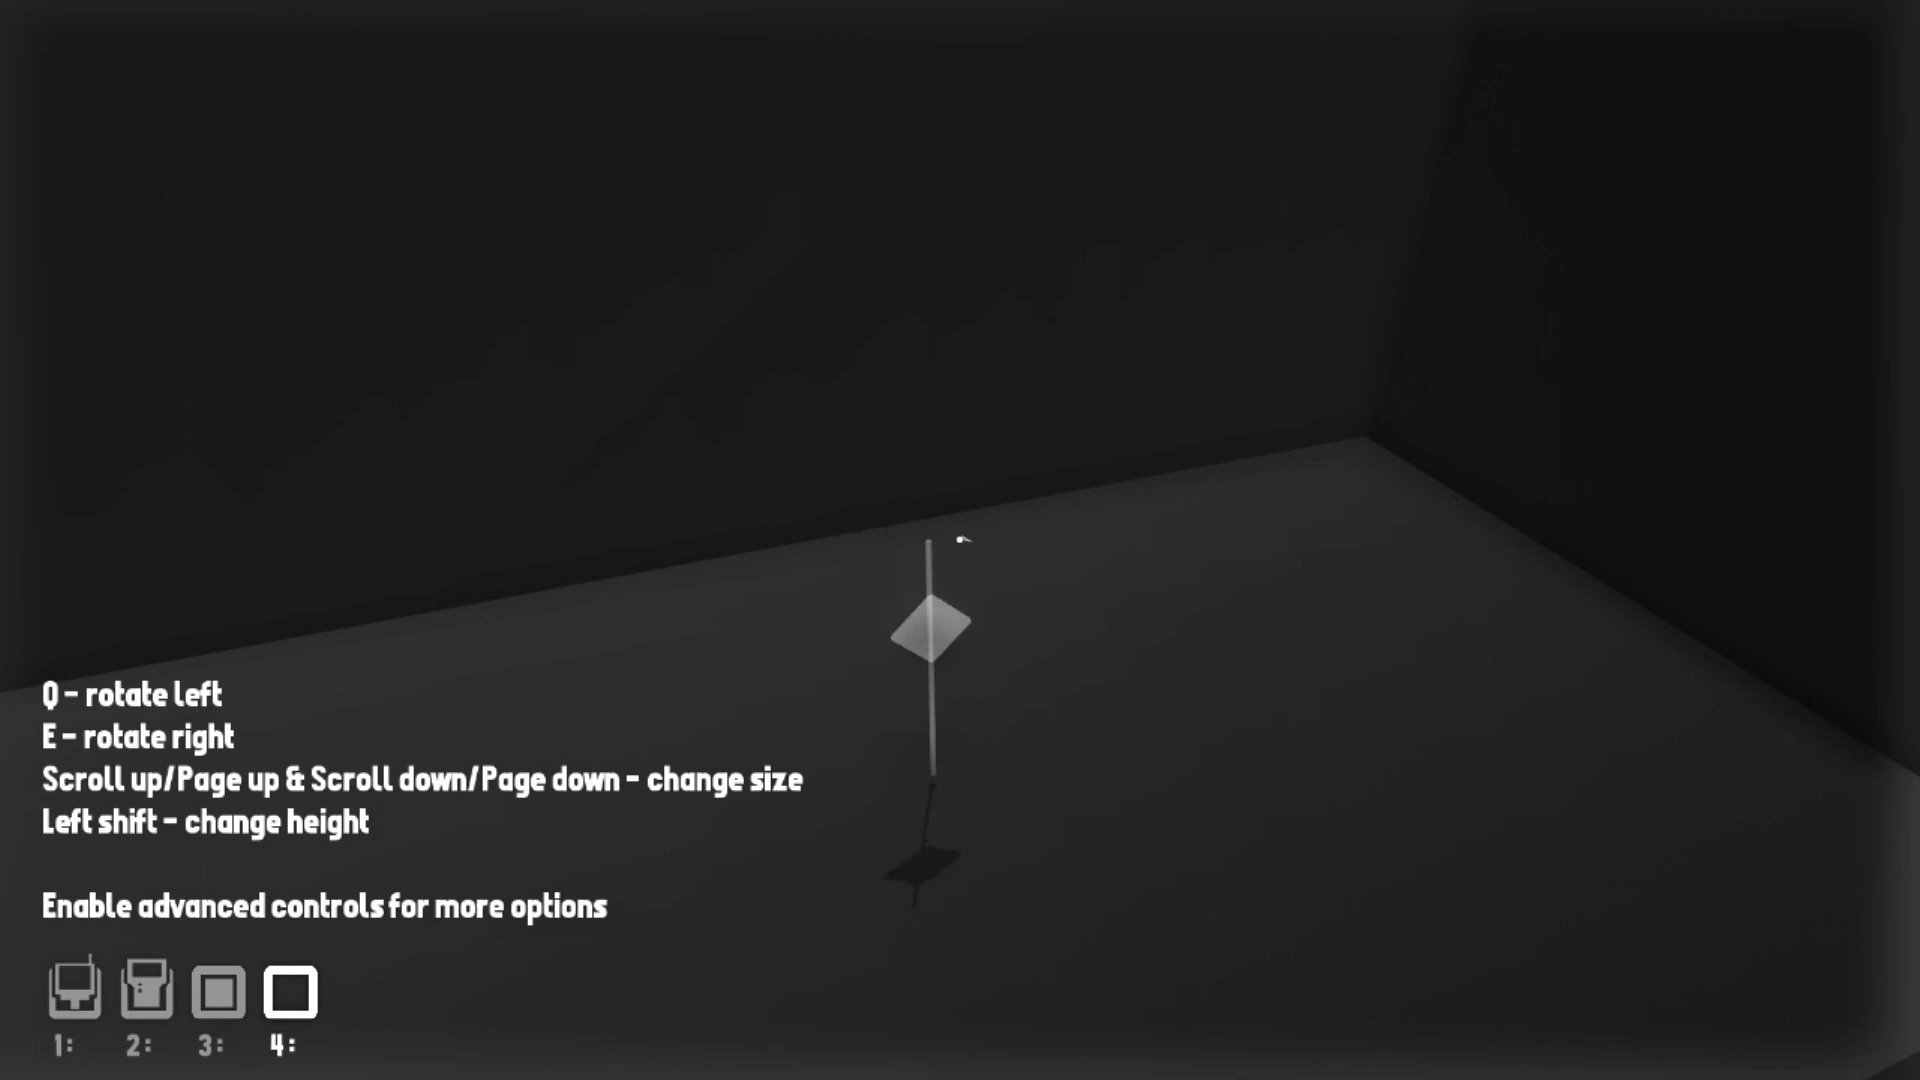 Q - rotate left
E - rotate right
Scroll up/Page up & Scroll down/Page down - change size
Left shift - change height
Enable advanced controls for more options
1: 2: 3: 4: